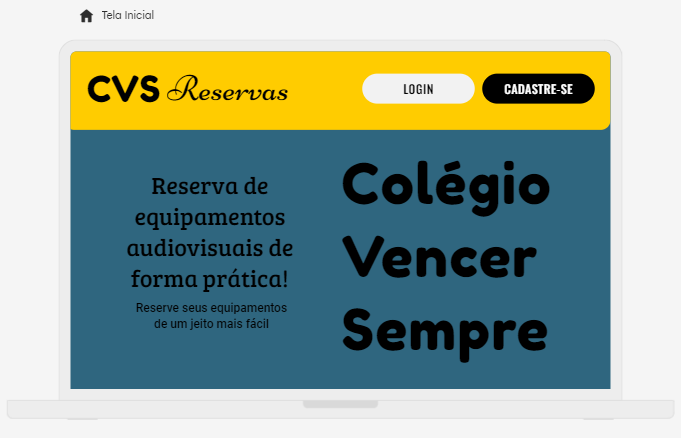 Tela Inicial
CVS Reservas
LOGIN
CADASTRE-SE
Reserva de
equipamentos
audiovisuais de
forma prática!
Reserve seus equipamentos
de um jeito mais fácil
Colégio
Vencer
Sempre